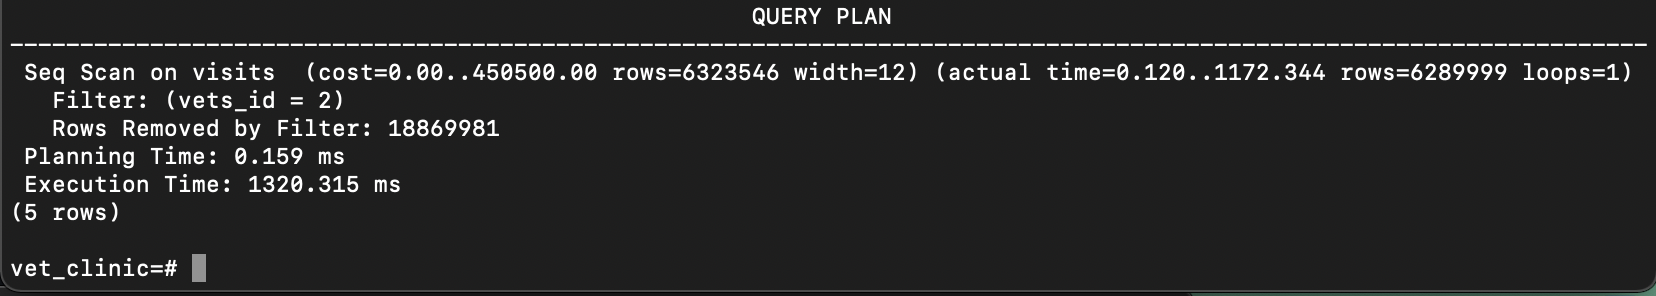 QUERY PLAN
----------------------------------------------------------------------------------------------------------------------
Seq Scan on visits  (cost=0.00..450500.00 rows=6323546 width=12) (actual time=0.120..1172.344 rows=6289999 loops=1)
Filter: (vets_id = 2)
Rows Removed by Filter: 18869981
Planning Time: 0.159 ms
Execution Time: 1320.315 ms
(5 rows)
vet_clinic=#